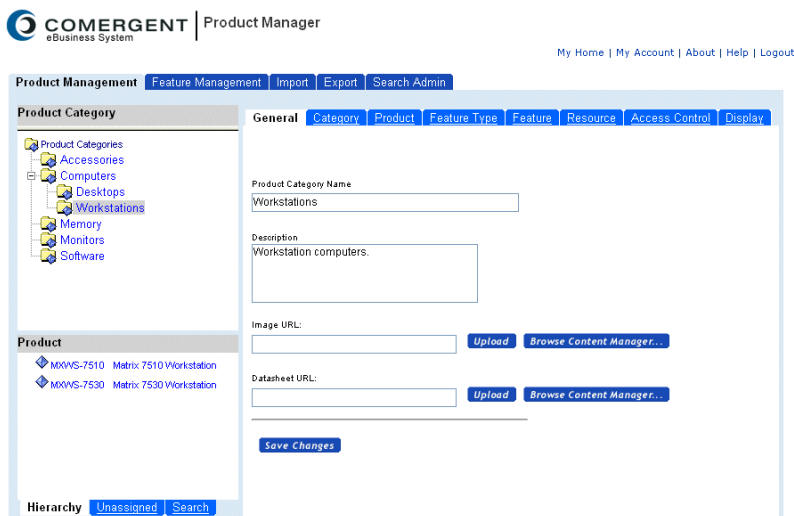 COMERGENT
eBusiness System
Product Manager
My Home | My Account | About | Help | Logout
Product Management Feature Management Import Export Search Admin
Product Category
General Category Product Feature Type Feature Resource Access Control Display
Product Categories
Accessories
Computers
Desktops
Workstations
Memory
Monitors
Software
Product Category Name
Workstations
Description
Workstation computers.
Image URL:
Upload Browse Content Manager...
Datasheet URL:
Upload Browse Content Manager...
Save Changes
Product
MXWS-7510 Matrix 7510 Workstation
MXWS-7530 Matrix 7530 Workstation
Hierarchy Unassigned Search